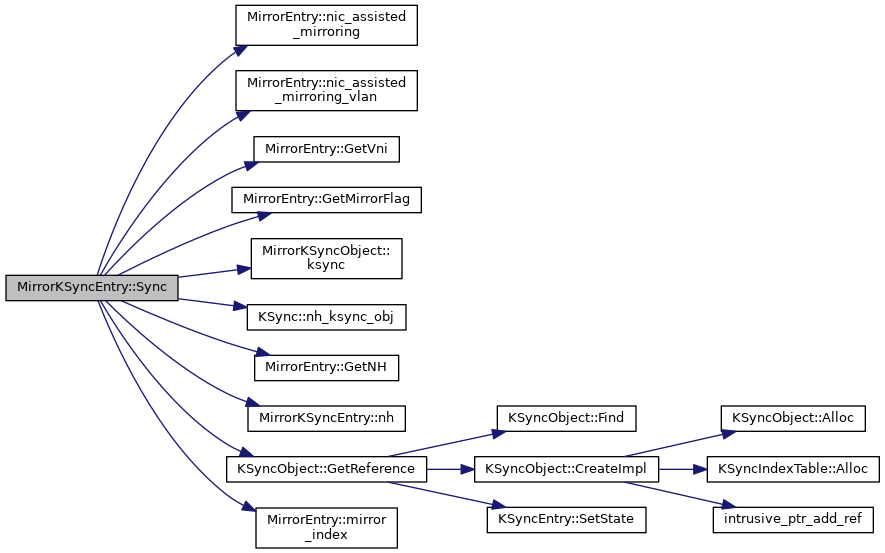 MirrorEntry::nic_assisted
_mirroring
MirrorEntry::nic_assisted
_mirroring_vlan
MirrorEntry::GetVni
MirrorEntry::GetMirrorFlag
MirrorKSyncObject::
ksync
MirrorKSyncEntry::Sync
KSync::nh_ksync_obj
MirrorEntry::GetNH
MirrorKSyncEntry::nh
KSyncObject::Find
KSyncObject::Alloc
KSyncObject::GetReference
KSyncObject::CreateImpl
KSyncIndexTable::Alloc
MirrorEntry::mirror
_index
KSyncEntry::SetState
intrusive_ptr_add_ref